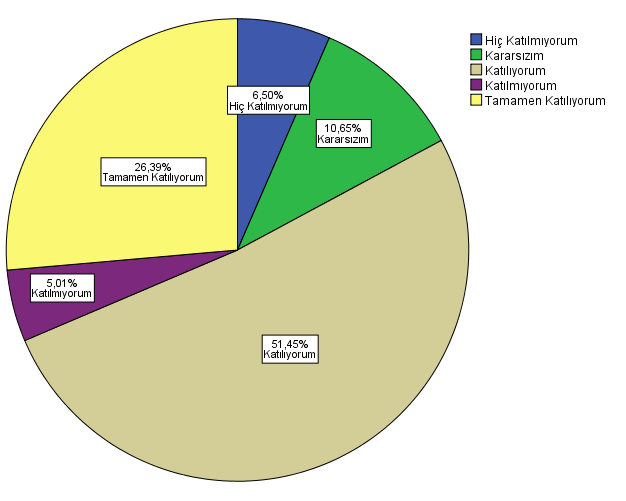 Hiç Katılmıyorum
Kararsızım
Katılıyorum
Katılmıyorum
Tamamen Katılıyorum
6,50%
Hiç Katılmıyorum
10,65%
Kararsızım
26,39%
Tamamen Katılıyorum
5,01%
Katılmıyorum
51,45%
Katılıyorum